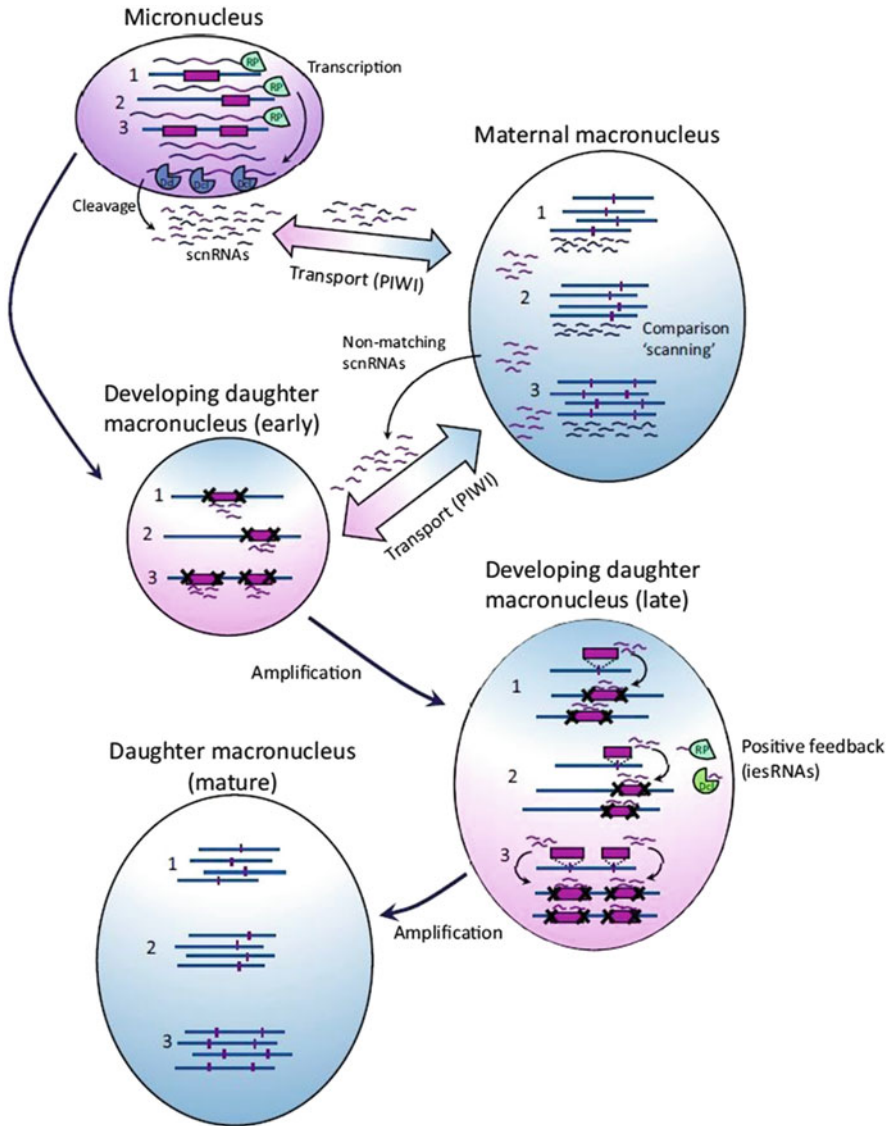 Micronucleus
1
RP
Transcription
RP
2
RP
3
Dcl
Dcl
Dcl
Cleavage
scnRNAs
Transport (PIWI)
Maternal macronucleus
1
2
Comparison
‘scanning’
3
Non-matching
scnRNAs
Transport (PIWI)
Developing daughter
macronucleus (early)
1
2
3
Amplification
Developing daughter
macronucleus (late)
1
2
3
RP
Dcl
Positive feedback
(iesRNAs)
Amplification
Daughter macronucleus
(mature)
1
2
3